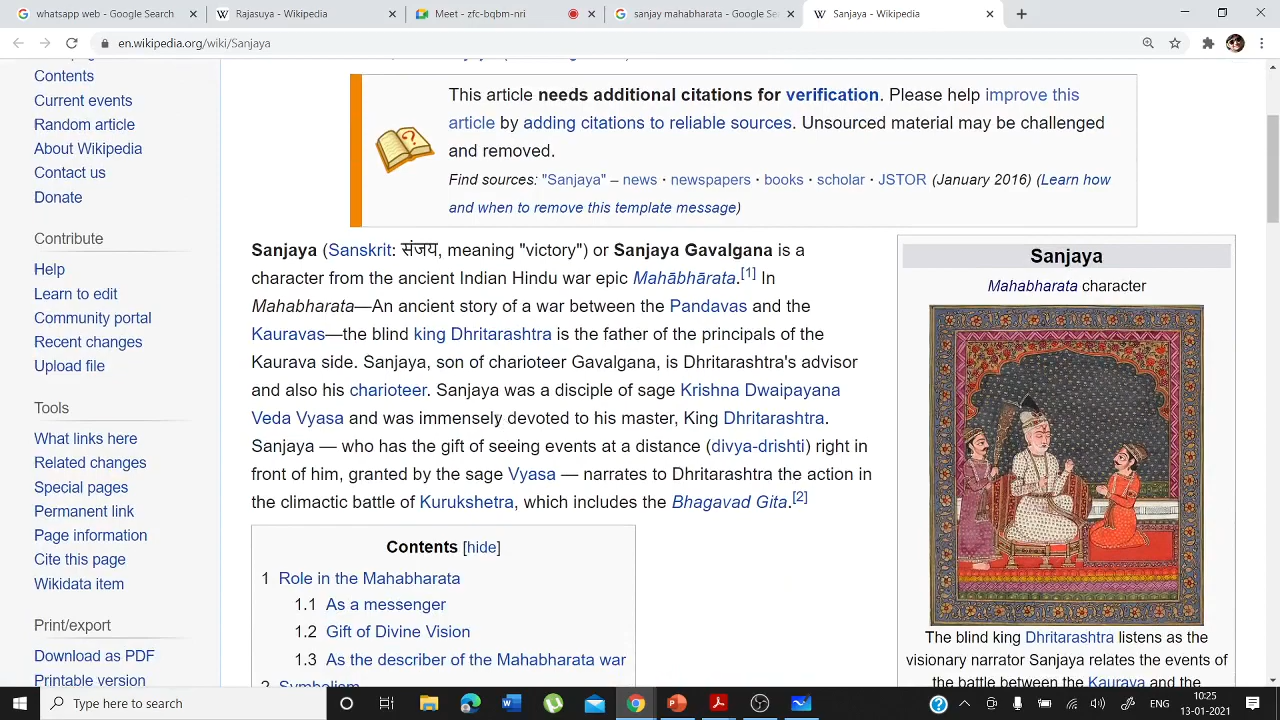 whatsapp web - Google Search
Rajasuya - Wikipedia
Meet - zfc-bqbm-nri
sanjay mahabharata - Google Se
Sanjaya - Wikipedia
en.wikipedia.org/wiki/Sanjaya
Contents
Current events
Random article
About Wikipedia
Contact us
Donate
Contribute
Help
Learn to edit
Community portal
Recent changes
Upload file
Tools
What links here
Related changes
Special pages
Permanent link
Page information
Cite this page
Wikidata item
Print/export
Download as PDF
Printable version
This article needs additional citations for verification. Please help improve this
article by adding citations to reliable sources. Unsourced material may be challenged
and removed.
Find sources: "Sanjaya" – news · newspapers · books · scholar · JSTOR (January 2016) (Learn how
and when to remove this template message)
Sanjaya (Sanskrit: संजय, meaning "victory") or Sanjaya Gavalgana is a
character from the ancient Indian Hindu war epic Mahābhārata.[1] In
Mahabharata—An ancient story of a war between the Pandavas and the
Kauravas—the blind king Dhritarashtra is the father of the principals of the
Kaurava side. Sanjaya, son of charioteer Gavalgana, is Dhritarashtra's advisor
and also his charioteer. Sanjaya was a disciple of sage Krishna Dwaipayana
Veda Vyasa and was immensely devoted to his master, King Dhritarashtra.
Sanjaya — who has the gift of seeing events at a distance (divya-drishti) right in
front of him, granted by the sage Vyasa — narrates to Dhritarashtra the action in
the climactic battle of Kurukshetra, which includes the Bhagavad Gita.[2]
Contents [hide]
1 Role in the Mahabharata
1.1 As a messenger
1.2 Gift of Divine Vision
1.3 As the describer of the Mahabharata war
2 Symbolism
Sanjaya
Mahabharata character
The blind king Dhritarashtra listens as the
visionary narrator Sanjaya relates the events of
the battle between the Kaurava and the
Type here to search
ENG
10:25
13-01-2021